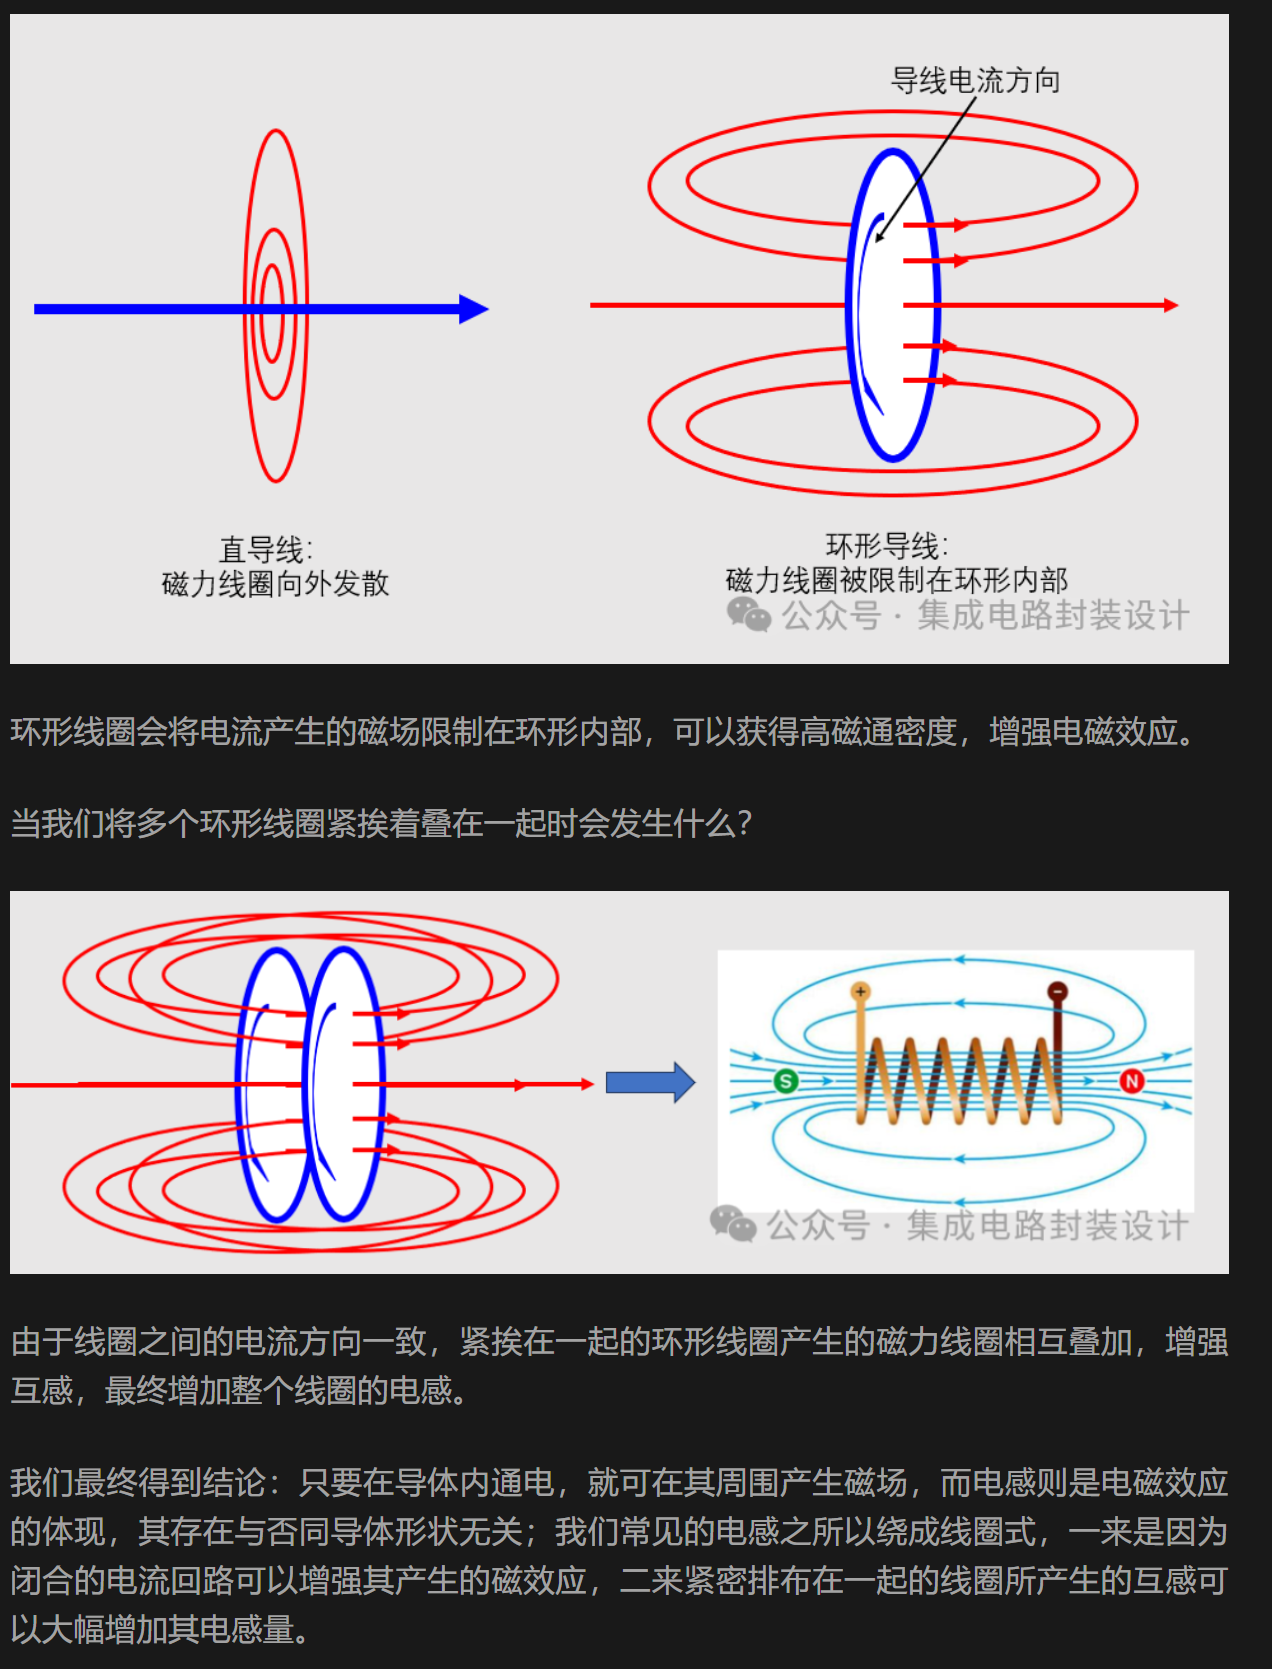 导线电流方向
直导线：
磁力线圈向外发散
环形导线：
磁力线圈被限制在环形内部
公众号 · 集成电路封装设计
环形线圈会将电流产生的磁场限制在环形内部，可以获得高磁通密度，增强电磁效应。
当我们将多个环形线圈紧挨着叠在一起时会发生什么？
+
−
S
N
公众号 · 集成电路封装设计
由于线圈之间的电流方向一致，紧挨在一起的环形线圈产生的磁力线圈相互叠加，增强
互感，最终增加整个线圈的电感。
我们最终得到结论：只要在导体内通电，就可在其周围产生磁场，而电感则是电磁效应
的体现，其存在与否同导体形状无关；我们常见的电感之所以绕成线圈式，一来是因为
闭合的电流回路可以增强其产生的磁效应，二来紧密排布在一起的线圈所产生的互感可
以大幅增加其电感量。